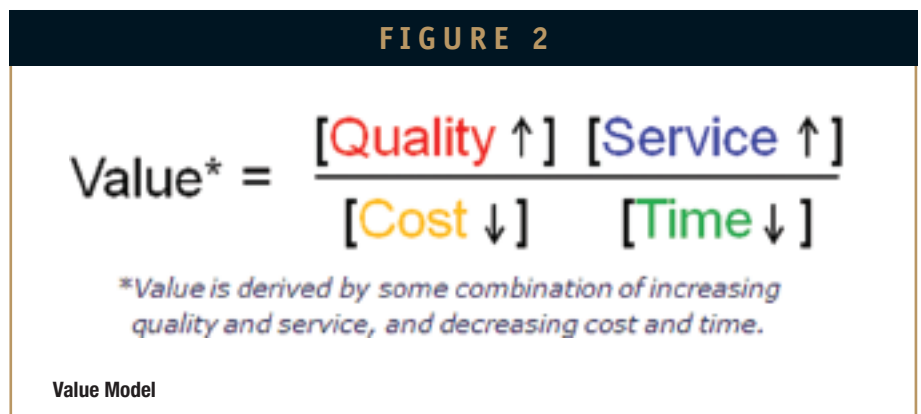 FIGURE 2
[Quality ↑] [Service ↑]
Value* =
[Cost ↓] [Time ↓]
*Value is derived by some combination of increasing
quality and service, and decreasing cost and time.
Value Model